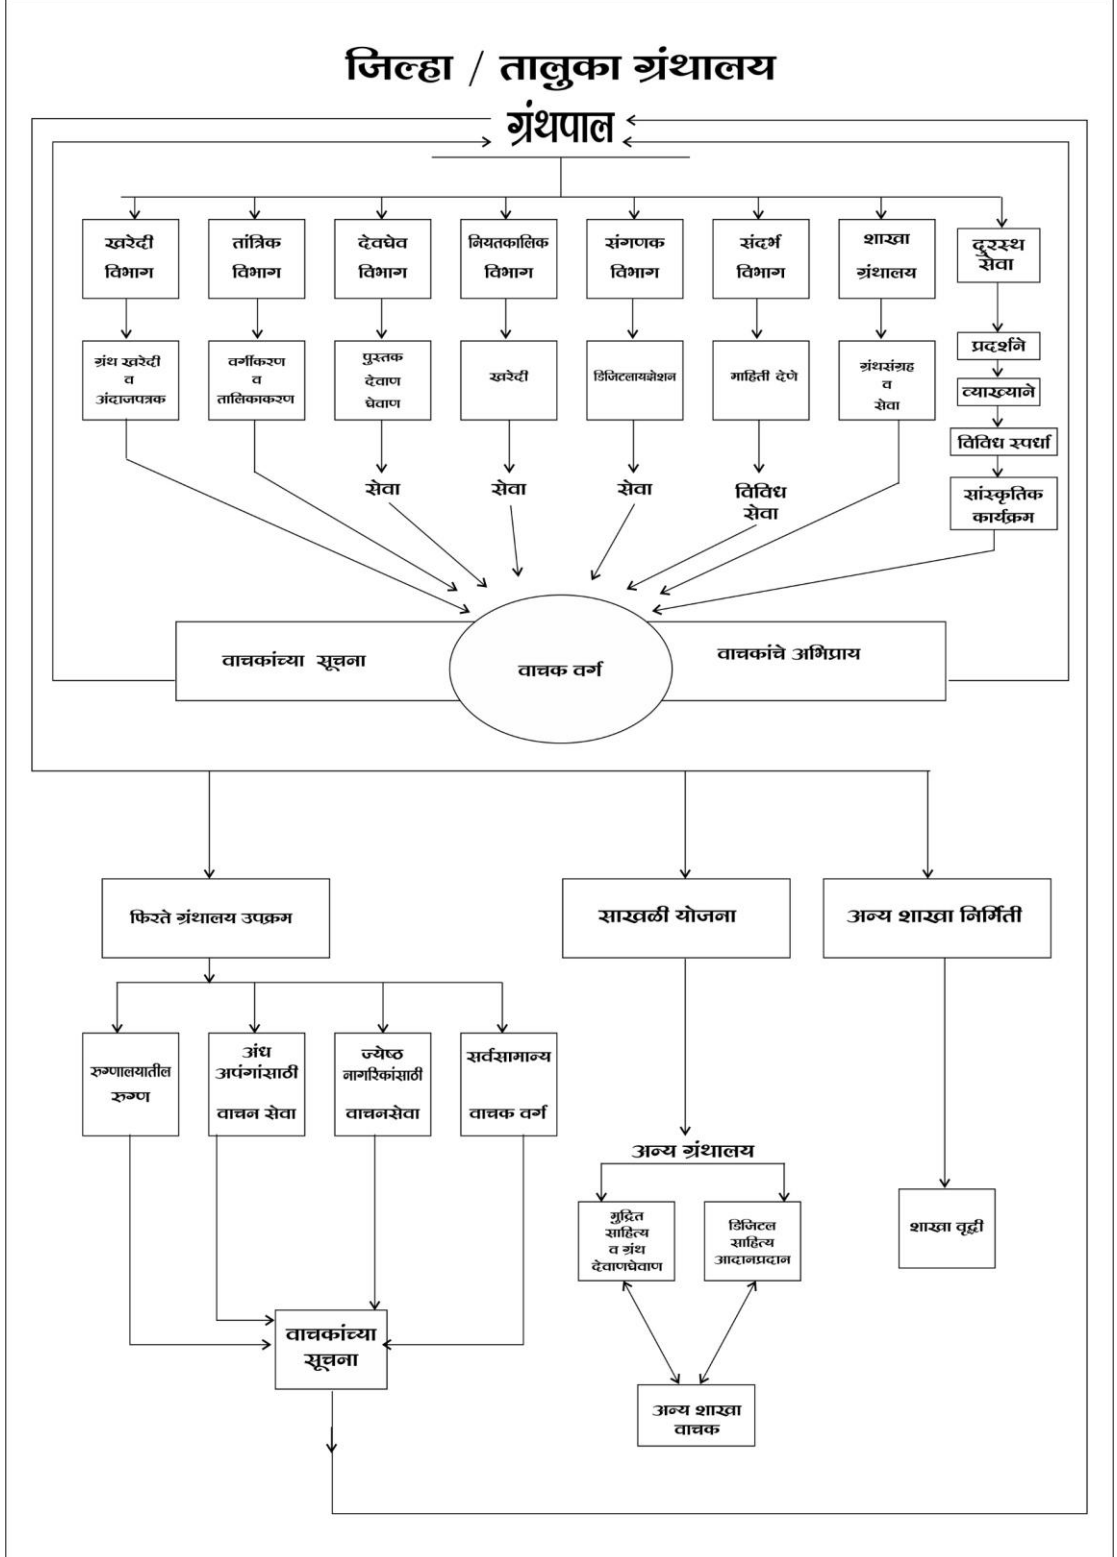 जिल्हा / तालुका ग्रंथालय
ग्रंथपाल
खरेदी
विभाग
तांत्रिक
विभाग
देवघेव
विभाग
नियतकालिक
विभाग
संगणक
विभाग
संदर्भ
विभाग
शाखा
ग्रंथालय
दुरस्थ
सेवा
ग्रंथ खरेदी
व
अंदाजपत्रक
वर्गीकरण
व
तालिकाकरण
पुस्तक
देवाण
घेवाण
खरेदी
डिजिटलायझेशन
माहिती देणे
ग्रंथसंग्रह
व
सेवा
प्रदर्शने
व्याख्याने
विविध स्पर्धा
सांस्कृतिक
कार्यक्रम
सेवा
सेवा
सेवा
विविध
सेवा
वाचकांच्या सूचना
वाचक वर्ग
वाचकांचे अभिप्राय
फिरते ग्रंथालय उपक्रम
साखळी योजना
अन्य शाखा निर्मिती
रुग्णालयातील
रुग्ण
अंध
अपंगांसाठी
वाचन सेवा
ज्येष्ठ
नागरिकांसाठी
वाचनसेवा
सर्वसामान्य
वाचक वर्ग
अन्य ग्रंथालय
मुद्रित
साहित्य
व ग्रंथ
देवाणघेवाण
डिजिटल
साहित्य
आदानप्रदान
शाखा वृद्धी
वाचकांच्या
सूचना
अन्य शाखा
वाचक